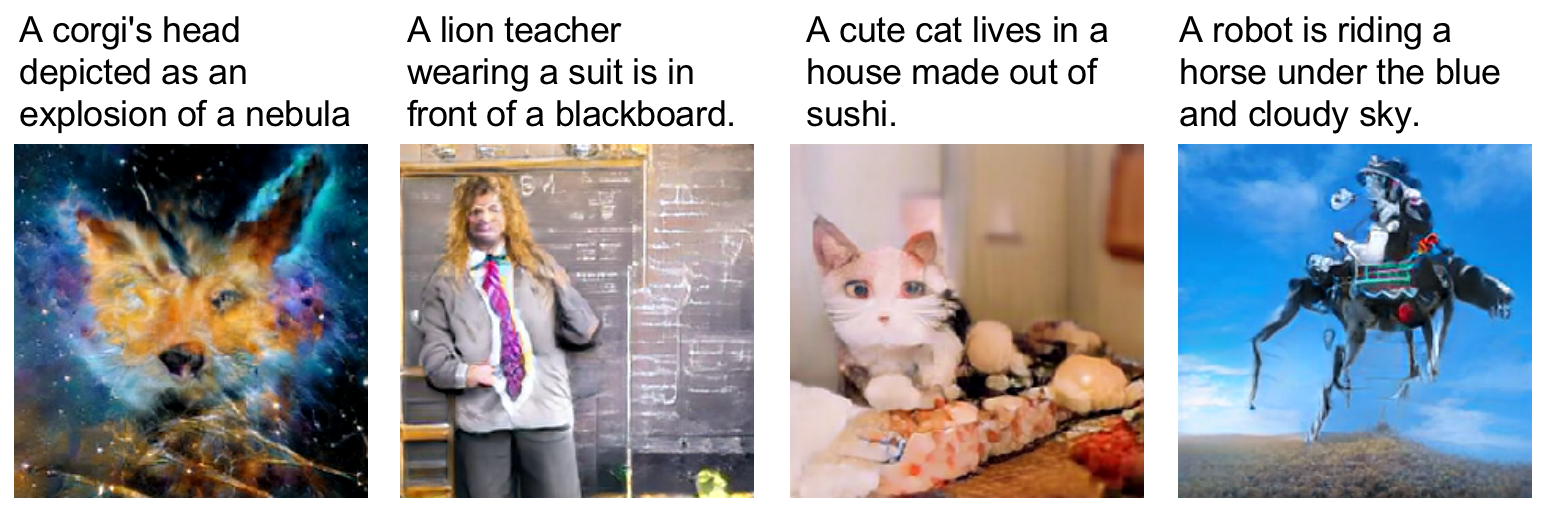 A corgi's head
depicted as an
explosion of a nebula
A lion teacher
wearing a suit is in
front of a blackboard.
A cute cat lives in a
house made out of
sushi.
A robot is riding a
horse under the blue
and cloudy sky.